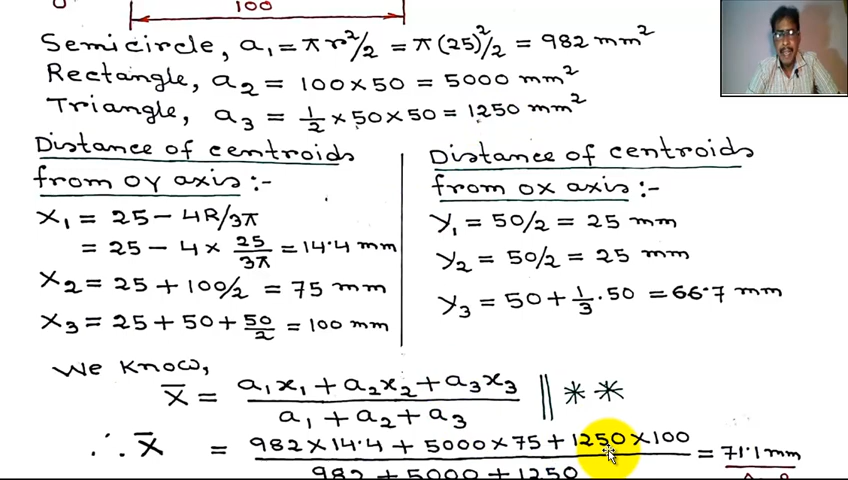 100
Semicircle, a₁ = πr²/2 = π(25)²/2 = 982 mm²
Rectangle, a₂ = 100×50 = 5000 mm²
Triangle, a₃ = 1/2 ×50×50 = 1250 mm²
Distance of centroids
from OY axis :-
x₁ = 25 - 4R/3π
= 25 - 4 × 25/3π = 14.4 mm
x₂ = 25 + 100/2 = 75 mm
x₃ = 25 + 50 + 50/2 = 100 mm
Distance of centroids
from OX axis :-
y₁ = 50/2 = 25 mm
y₂ = 50/2 = 25 mm
y₃ = 50 + 1/3 . 50 = 66.7 mm
We know,
x̄ = a₁x₁ + a₂x₂ + a₃x₃ / a₁ + a₂ + a₃ || **
∴ x̄ = 982×14.4 + 5000×75 + 1250×100 / 982 + 5000 + 1250 = 71.1 mm